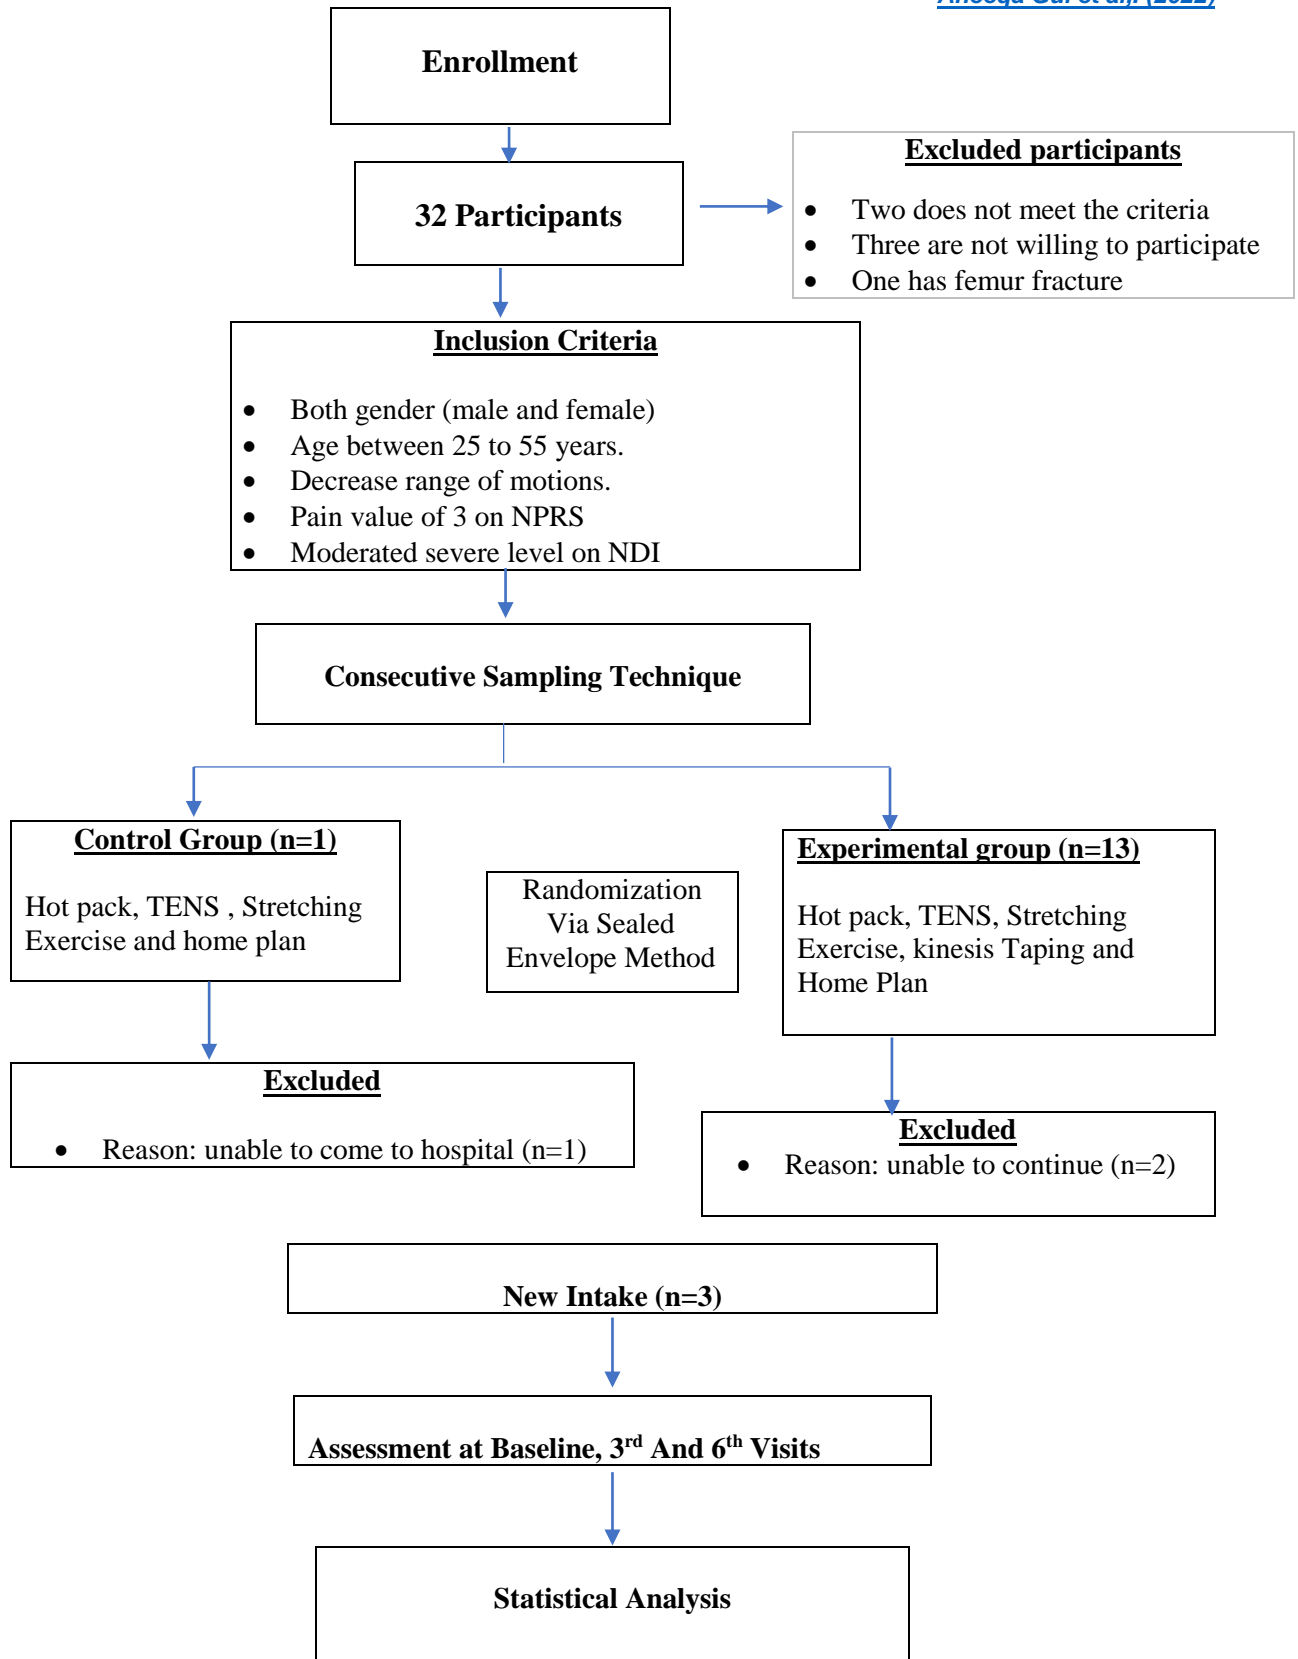 Enrollment
32 Participants
Excluded participants
• Two does not meet the criteria
• Three are not willing to participate
• One has femur fracture
Inclusion Criteria
• Both gender (male and female)
• Age between 25 to 55 years.
• Decrease range of motions.
• Pain value of 3 on NPRS
• Moderated severe level on NDI
Consecutive Sampling Technique
Control Group (n=1)
Hot pack, TENS , Stretching
Exercise and home plan
Randomization
Via Sealed
Envelope Method
Experimental group (n=13)
Hot pack, TENS, Stretching
Exercise, kinesis Taping and
Home Plan
Excluded
• Reason: unable to come to hospital (n=1)
Excluded
• Reason: unable to continue (n=2)
New Intake (n=3)
Assessment at Baseline, 3rd And 6th Visits
Statistical Analysis